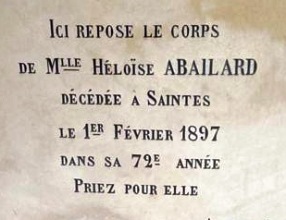 Ici repose le corps
de Mlle Héloïse ABAILARD
décédée à Saintes
le 1er Février 1897
dans sa 72e année
Priez pour elle